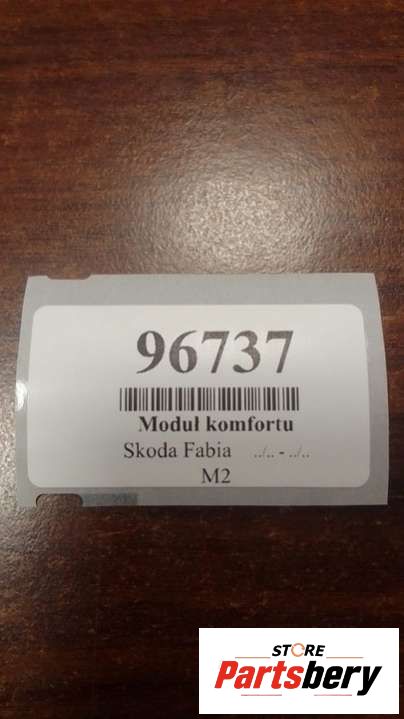 96737
Moduł komfortu
Skoda Fabia ../.. - ../..
M2
STORE
Partsbery